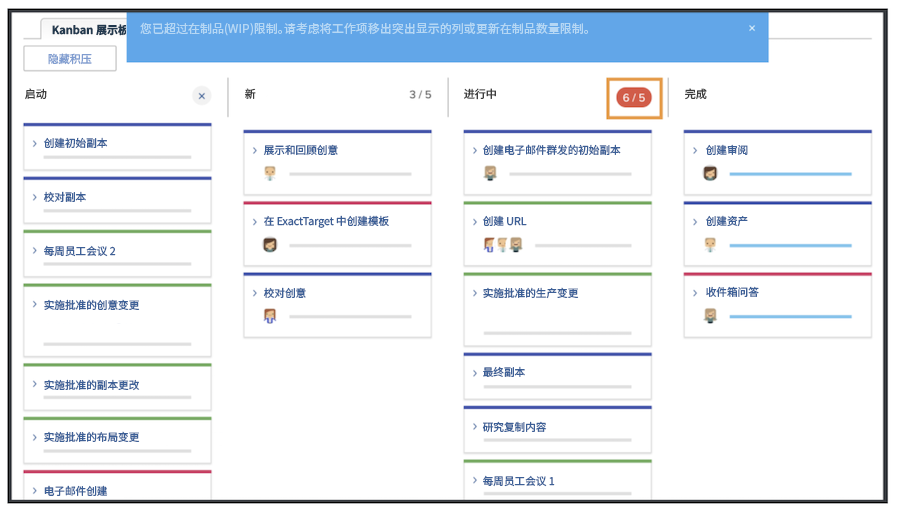 Kanban 展示板
您已超过在制品(WIP)限制。请考虑将工作项移出突出显示的列或更新在制品数量限制。
×
隐藏积压
启动
×
创建初始副本
校对副本
每周员工会议 2
实施批准的创意变更
实施批准的副本更改
实施批准的布局变更
电子邮件创建
新
3 / 5
展示和回顾创意
在 ExactTarget 中创建模板
校对创意
进行中
6 / 5
创建电子邮件群发的初始副本
创建 URL
实施批准的生产变更
最终副本
研究复制内容
每周员工会议 1
完成
创建审阅
创建资产
收件箱问答